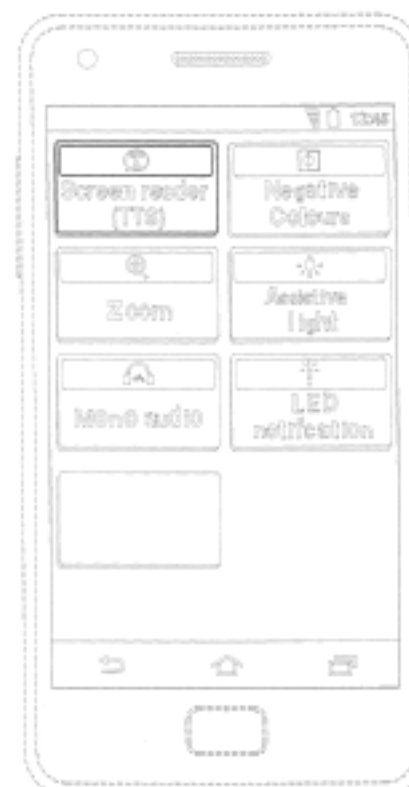 12:45
Screen reader
(TTS)
Negative
Colours
Zoom
Assistive
light
Mono audio
LED
notification